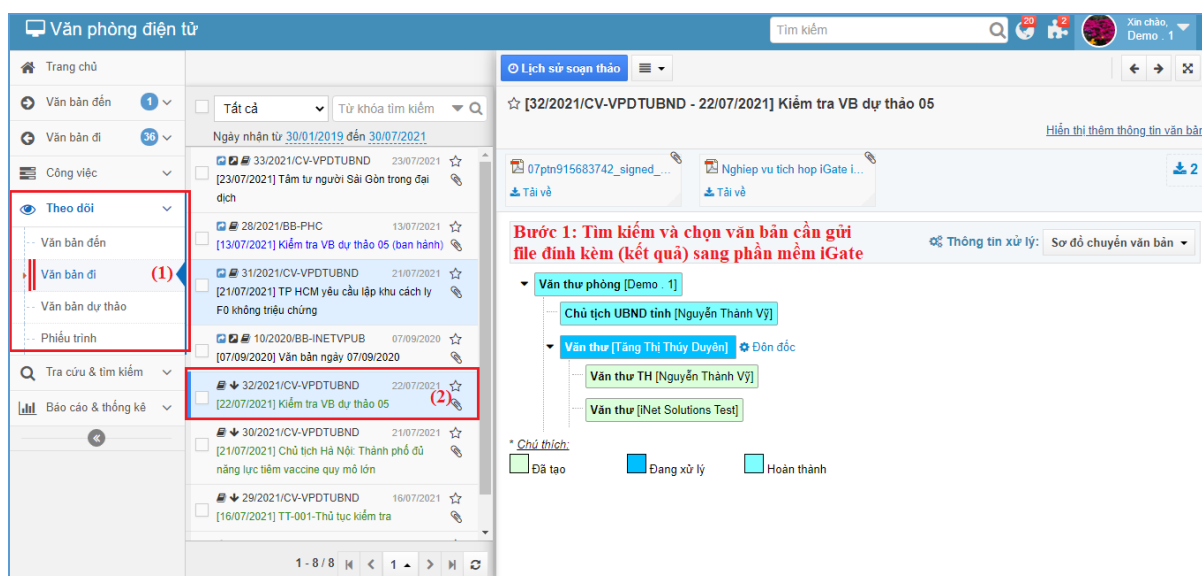 Văn phòng điện tử
Tìm kiếm
20
2
Xin chào,
Demo . 1
Trang chủ
Văn bản đến
1
Văn bản đi
36
Công việc
Theo dõi
Văn bản đến
Văn bản đi
(1)
Văn bản dự thảo
Phiếu trình
Tra cứu & tìm kiếm
Báo cáo & thống kê
Tất cả
Từ khóa tìm kiếm
Ngày nhận từ 30/01/2019 đến 30/07/2021
33/2021/CV-VPDTUBND 23/07/2021
[23/07/2021] Tâm tư người Sài Gòn trong đại
dịch
28/2021/BB-PHC 13/07/2021
[13/07/2021] Kiểm tra VB dự thảo 05 (ban hành)
31/2021/CV-VPDTUBND 21/07/2021
[21/07/2021] TP HCM yêu cầu lập khu cách ly
F0 không triệu chứng
10/2020/BB-INETVPUB 07/09/2020
[07/09/2020] Văn bản ngày 07/09/2020
32/2021/CV-VPDTUBND 22/07/2021
[22/07/2021] Kiểm tra VB dự thảo 05
(2)
30/2021/CV-VPDTUBND 21/07/2021
[21/07/2021] Chủ tịch Hà Nội: Thành phố đủ
năng lực tiêm vaccine quy mô lớn
29/2021/CV-VPDTUBND 16/07/2021
[16/07/2021] TT-001-Thủ tục kiểm tra
1 - 8 / 8
1
Lịch sử soạn thảo
[32/2021/CV-VPDTUBND - 22/07/2021] Kiểm tra VB dự thảo 05
Hiển thị thêm thông tin văn bản
07ptn915683742_signed_...
Tải về
Nghiep vu tich hop iGate i...
Tải về
2
Bước 1: Tìm kiếm và chọn văn bản cần gửi
file đính kèm (kết quả) sang phần mềm iGate
Thông tin xử lý: Sơ đồ chuyển văn bản
Văn thư phòng [Demo . 1]
Chủ tịch UBND tỉnh [Nguyễn Thành Vỹ]
Văn thư [Tăng Thị Thúy Duyên] Đôn đốc
Văn thư TH [Nguyễn Thành Vỹ]
Văn thư [iNet Solutions Test]
* Chú thích:
Đã tạo Đang xử lý Hoàn thành